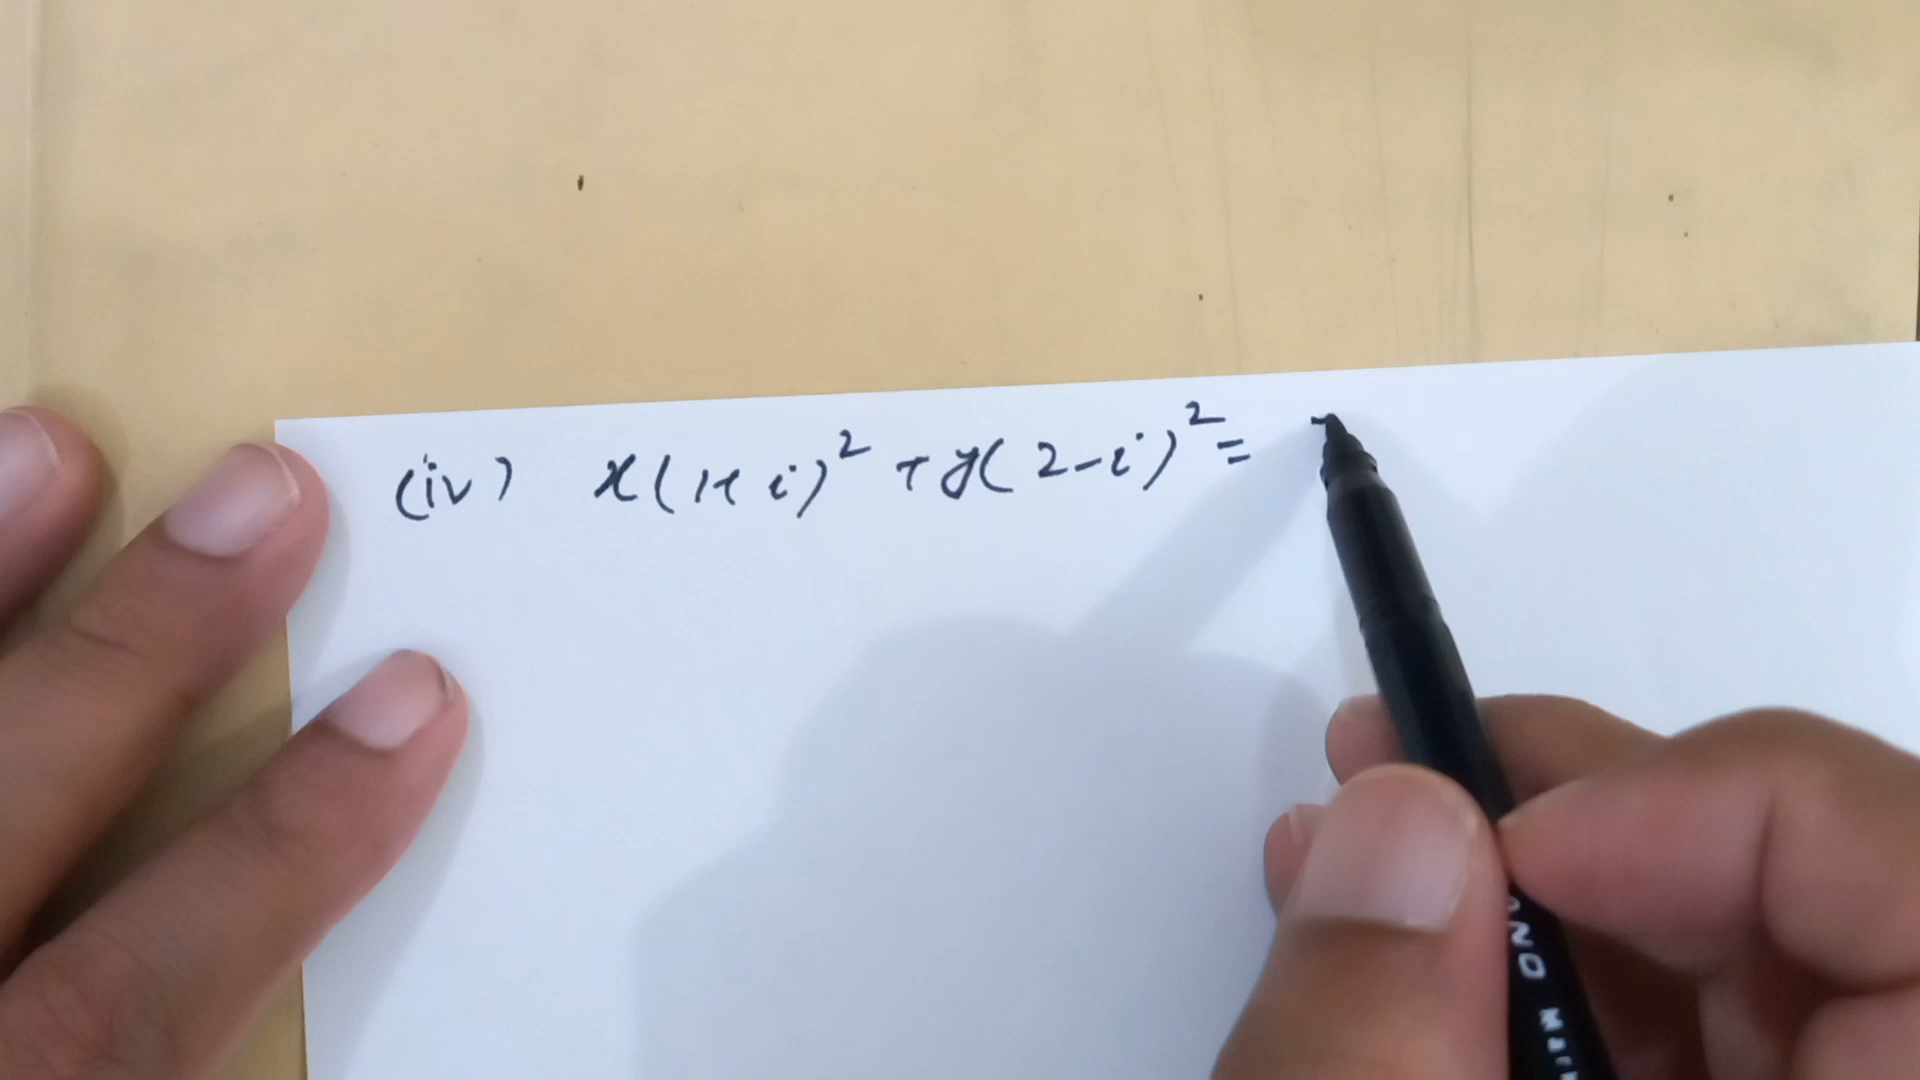 (iv) x(1+i)² + y(2-i)² =